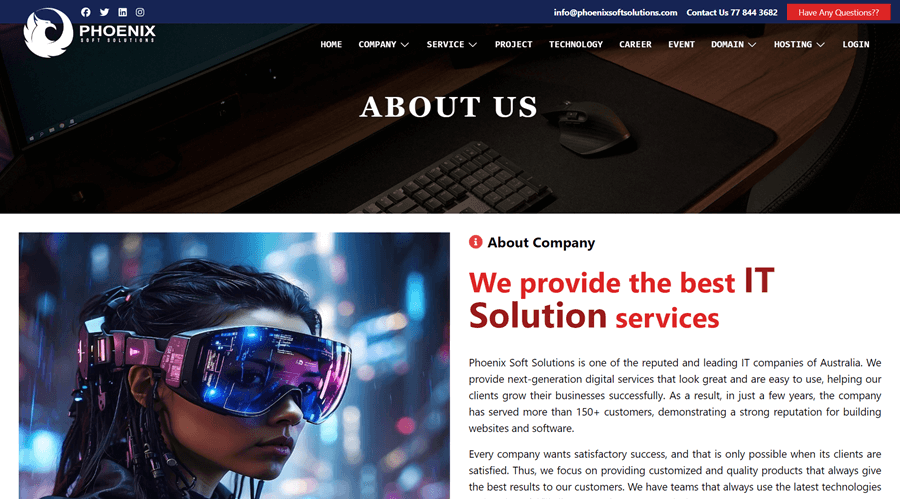 info@phoenixsoftsolutions.com Contact Us 77 844 3682 Have Any Questions??
PHOENIX
SOFT SOLUTIONS
HOME COMPANY SERVICE PROJECT TECHNOLOGY CAREER EVENT DOMAIN HOSTING LOGIN
ABOUT US
About Company
We provide the best IT
Solution services
Phoenix Soft Solutions is one of the reputed and leading IT companies of Australia. We
provide next-generation digital services that look great and are easy to use, helping our
clients grow their businesses successfully. As a result, in just a few years, the company
has served more than 150+ customers, demonstrating a strong reputation for building
websites and software.
Every company wants satisfactory success, and that is only possible when its clients are
satisfied. Thus, we focus on providing customized and quality products that always give
the best results to our customers. We have teams that always use the latest technologies